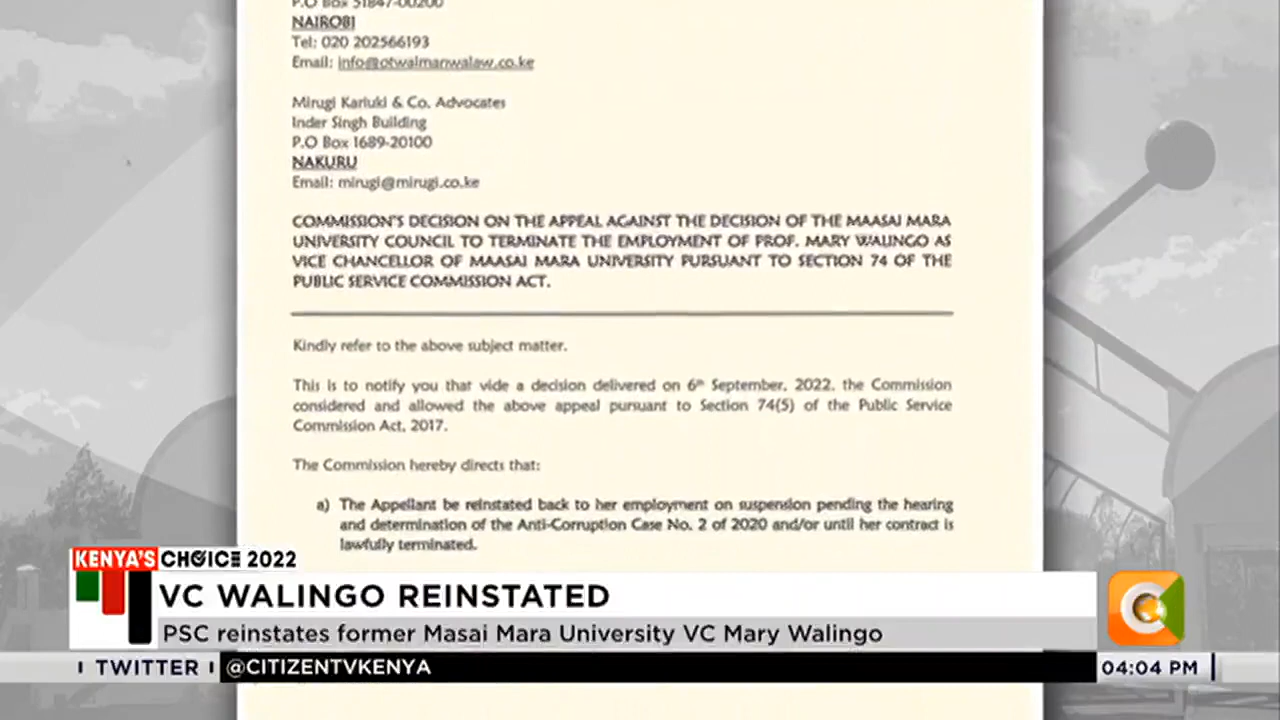 P.O Box 51847-00200
NAIROBI
Tel: 020 202566193
Email: info@otwalmanwalaw.co.ke
Mirugi Kariuki & Co. Advocates
Inder Singh Building
P.O Box 1689-20100
NAKURU
Email: mirugi@mirugi.co.ke
COMMISSION'S DECISION ON THE APPEAL AGAINST THE DECISION OF THE MAASAI MARA
UNIVERSITY COUNCIL TO TERMINATE THE EMPLOYMENT OF PROF. MARY WALINGO AS
VICE CHANCELLOR OF MAASAI MARA UNIVERSITY PURSUANT TO SECTION 74 OF THE
PUBLIC SERVICE COMMISSION ACT.
Kindly refer to the above subject matter.
This is to notify you that vide a decision delivered on 6th September, 2022, the Commission
considered and allowed the above appeal pursuant to Section 74(5) of the Public Service
Commission Act, 2017.
The Commission hereby directs that:
a) The Appellant be reinstated back to her employment on suspension pending the hearing
and determination of the Anti-Corruption Case No. 2 of 2020 and/or until her contract is
lawfully terminated.
KENYA'S CHOICE 2022
VC WALINGO REINSTATED
PSC reinstates former Masai Mara University VC Mary Walingo
TWITTER @CITIZENTVKENYA
04:04 PM